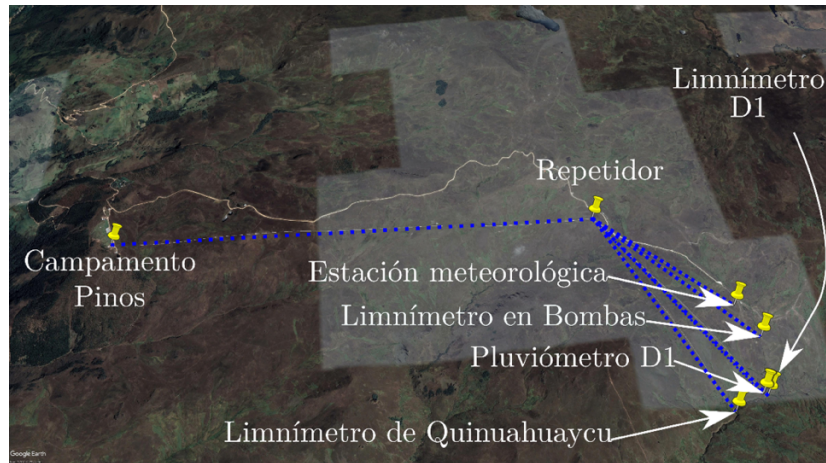 Limnímetro
D1
Repetidor
Campamento
Pinos
Estación meteorológica
Limnímetro en Bombas
Pluviómetro D1
Limnímetro de Quinuahuaycu
Google Earth